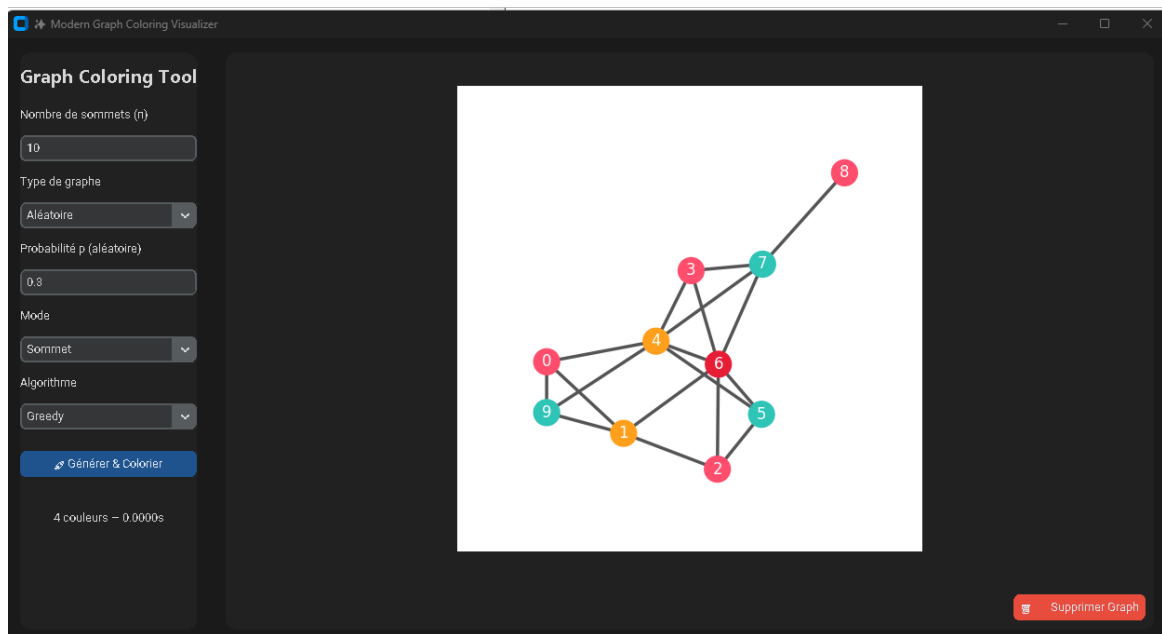 Modern Graph Coloring Visualizer
Graph Coloring Tool
Nombre de sommets (n)
10
Type de graphe
Aléatoire
Probabilité p (aléatoire)
0.3
Mode
Sommet
Algorithme
Greedy
Générer & Colorier
4 couleurs – 0.0000s
8
3
7
4
0
6
9
5
1
2
Supprimer Graph